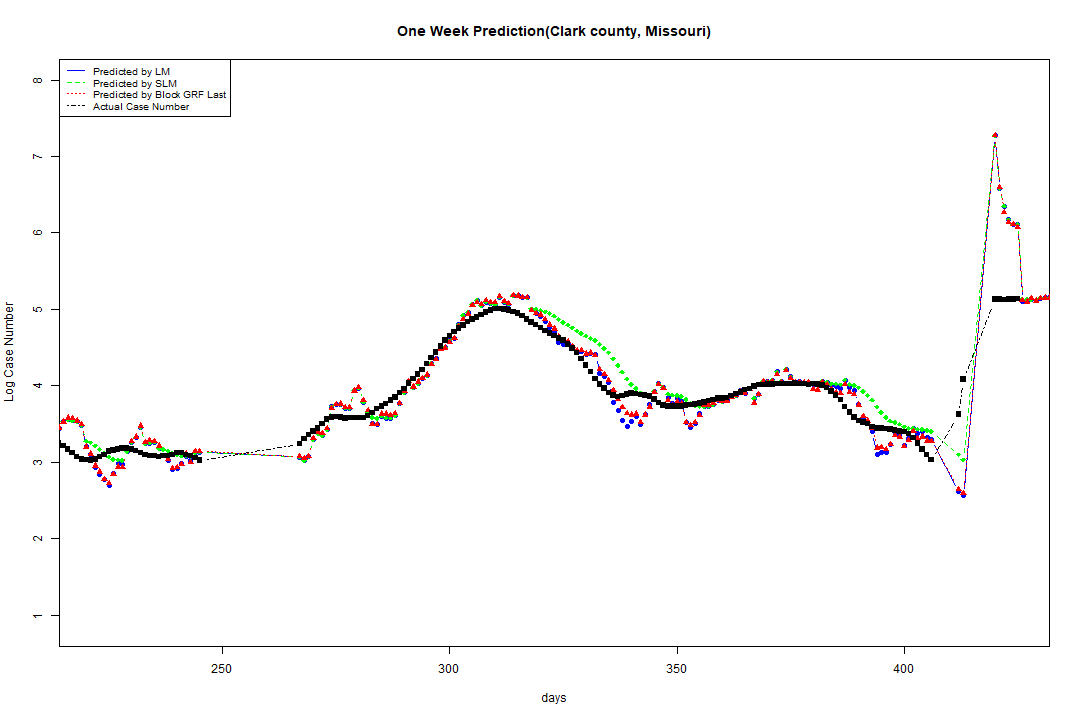 One Week Prediction(Clark county, Missouri)
Predicted by LM
Predicted by SLM
Predicted by Block GRF Last
Actual Case Number
8
7
6
5
4
3
2
1
Log Case Number
250 300 350 400
days